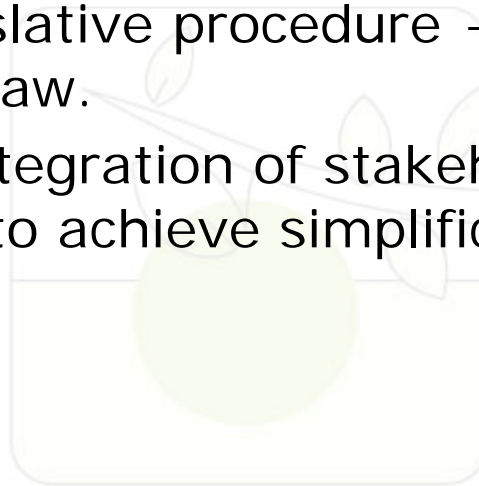 slative procedure -
aw.
tegration of stakeh
to achieve simplific